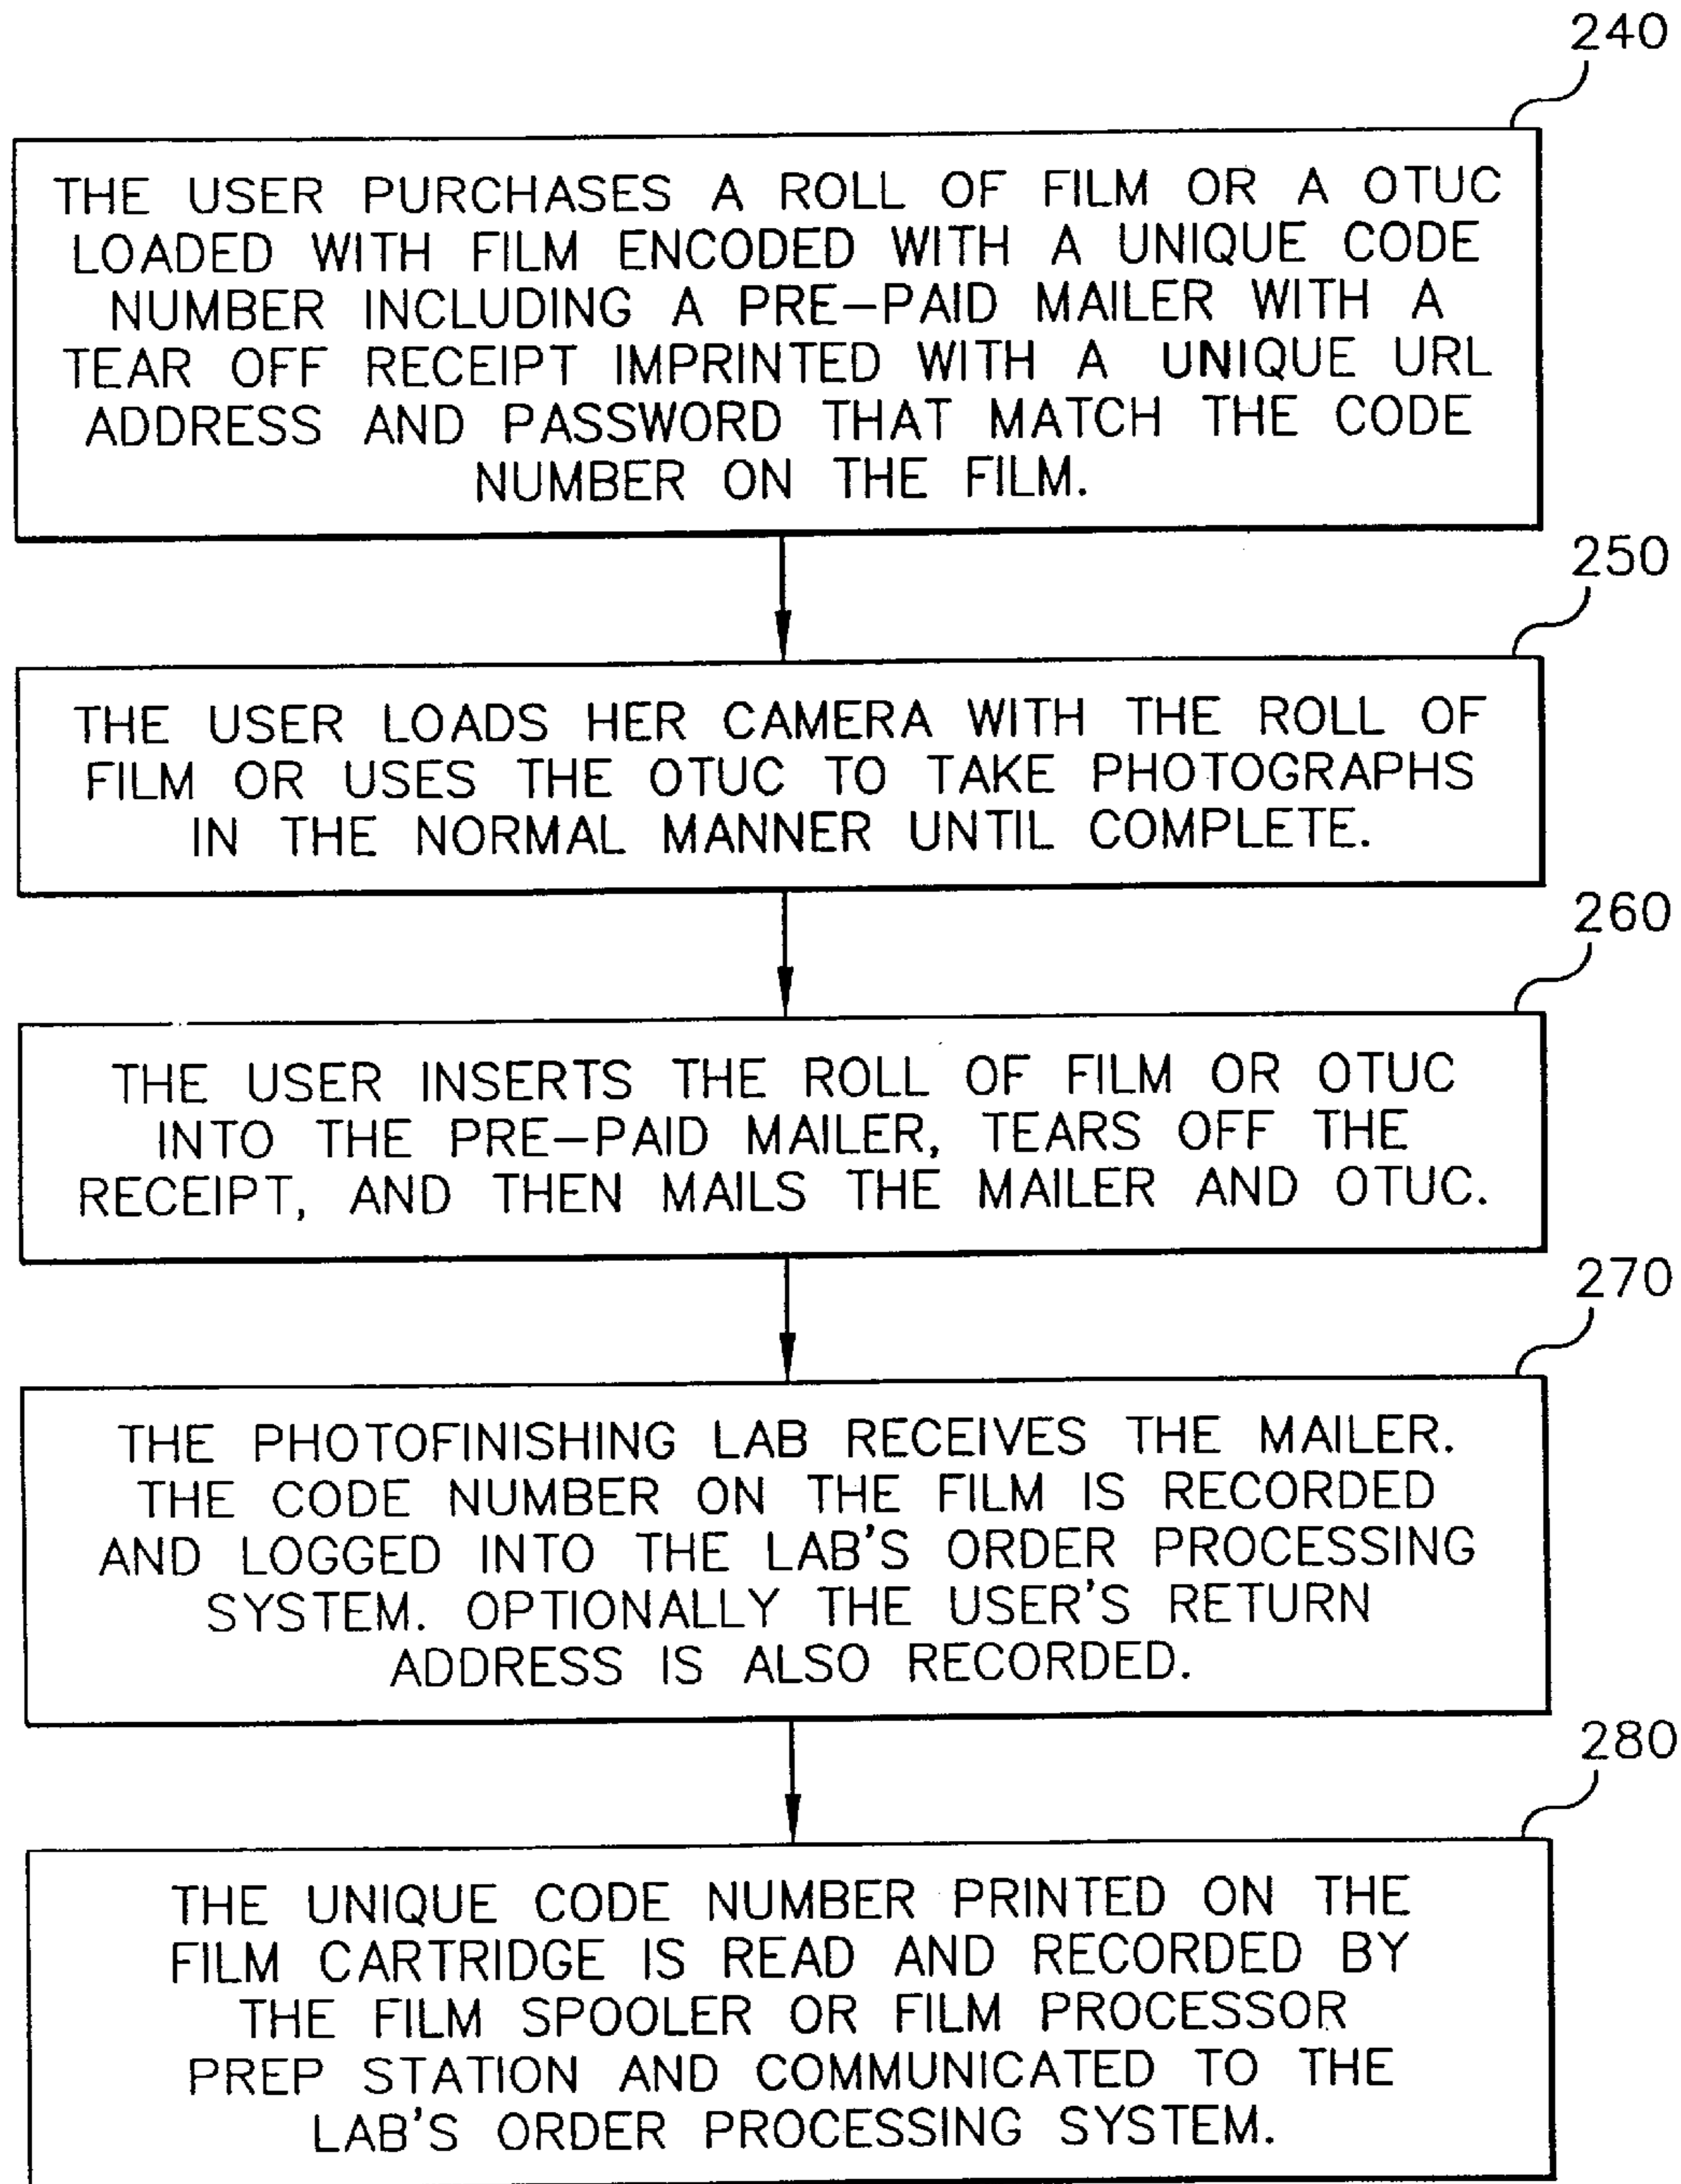 240
THE USER PURCHASES A ROLL OF FILM OR A OTUC
LOADED WITH FILM ENCODED WITH A UNIQUE CODE
NUMBER INCLUDING A PRE-PAID MAILER WITH A
TEAR OFF RECEIPT IMPRINTED WITH A UNIQUE URL
ADDRESS AND PASSWORD THAT MATCH THE CODE
NUMBER ON THE FILM.
250
THE USER LOADS HER CAMERA WITH THE ROLL OF
FILM OR USES THE OTUC TO TAKE PHOTOGRAPHS
IN THE NORMAL MANNER UNTIL COMPLETE.
260
THE USER INSERTS THE ROLL OF FILM OR OTUC
INTO THE PRE-PAID MAILER, TEARS OFF THE
RECEIPT, AND THEN MAILS THE MAILER AND OTUC.
270
THE PHOTOFINISHING LAB RECEIVES THE MAILER.
THE CODE NUMBER ON THE FILM IS RECORDED
AND LOGGED INTO THE LAB'S ORDER PROCESSING
SYSTEM. OPTIONALLY THE USER'S RETURN
ADDRESS IS ALSO RECORDED.
280
THE UNIQUE CODE NUMBER PRINTED ON THE
FILM CARTRIDGE IS READ AND RECORDED BY
THE FILM SPOOLER OR FILM PROCESSOR
PREP STATION AND COMMUNICATED TO THE
LAB'S ORDER PROCESSING SYSTEM.